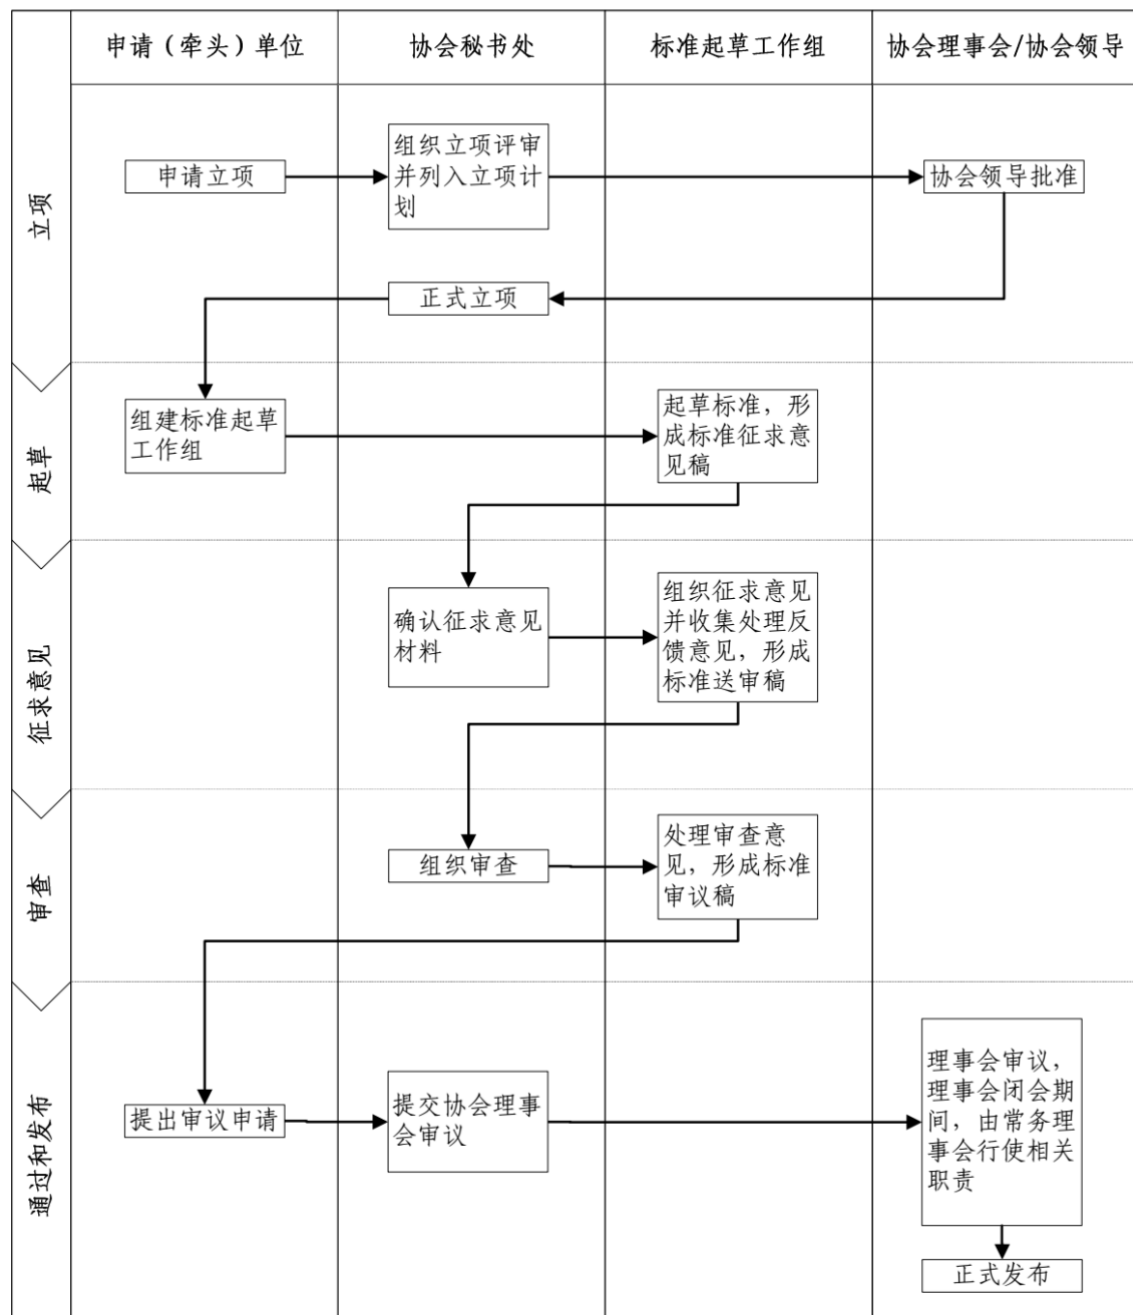 申请（牵头）单位
协会秘书处
标准起草工作组
协会理事会/协会领导
立项
申请立项
组织立项评审
并列入立项计
划
协会领导批准
正式立项
起草
组建标准起草
工作组
起草标准，形
成标准征求意
见稿
征求意见
确认征求意见
材料
组织征求意见
并收集处理反
馈意见，形成
标准送审稿
审查
组织审查
处理审查意
见，形成标准
审议稿
通过和发布
提出审议申请
提交协会理事
会审议
理事会审议，
理事会闭会期
间，由常务理
事会行使相关
职责
正式发布